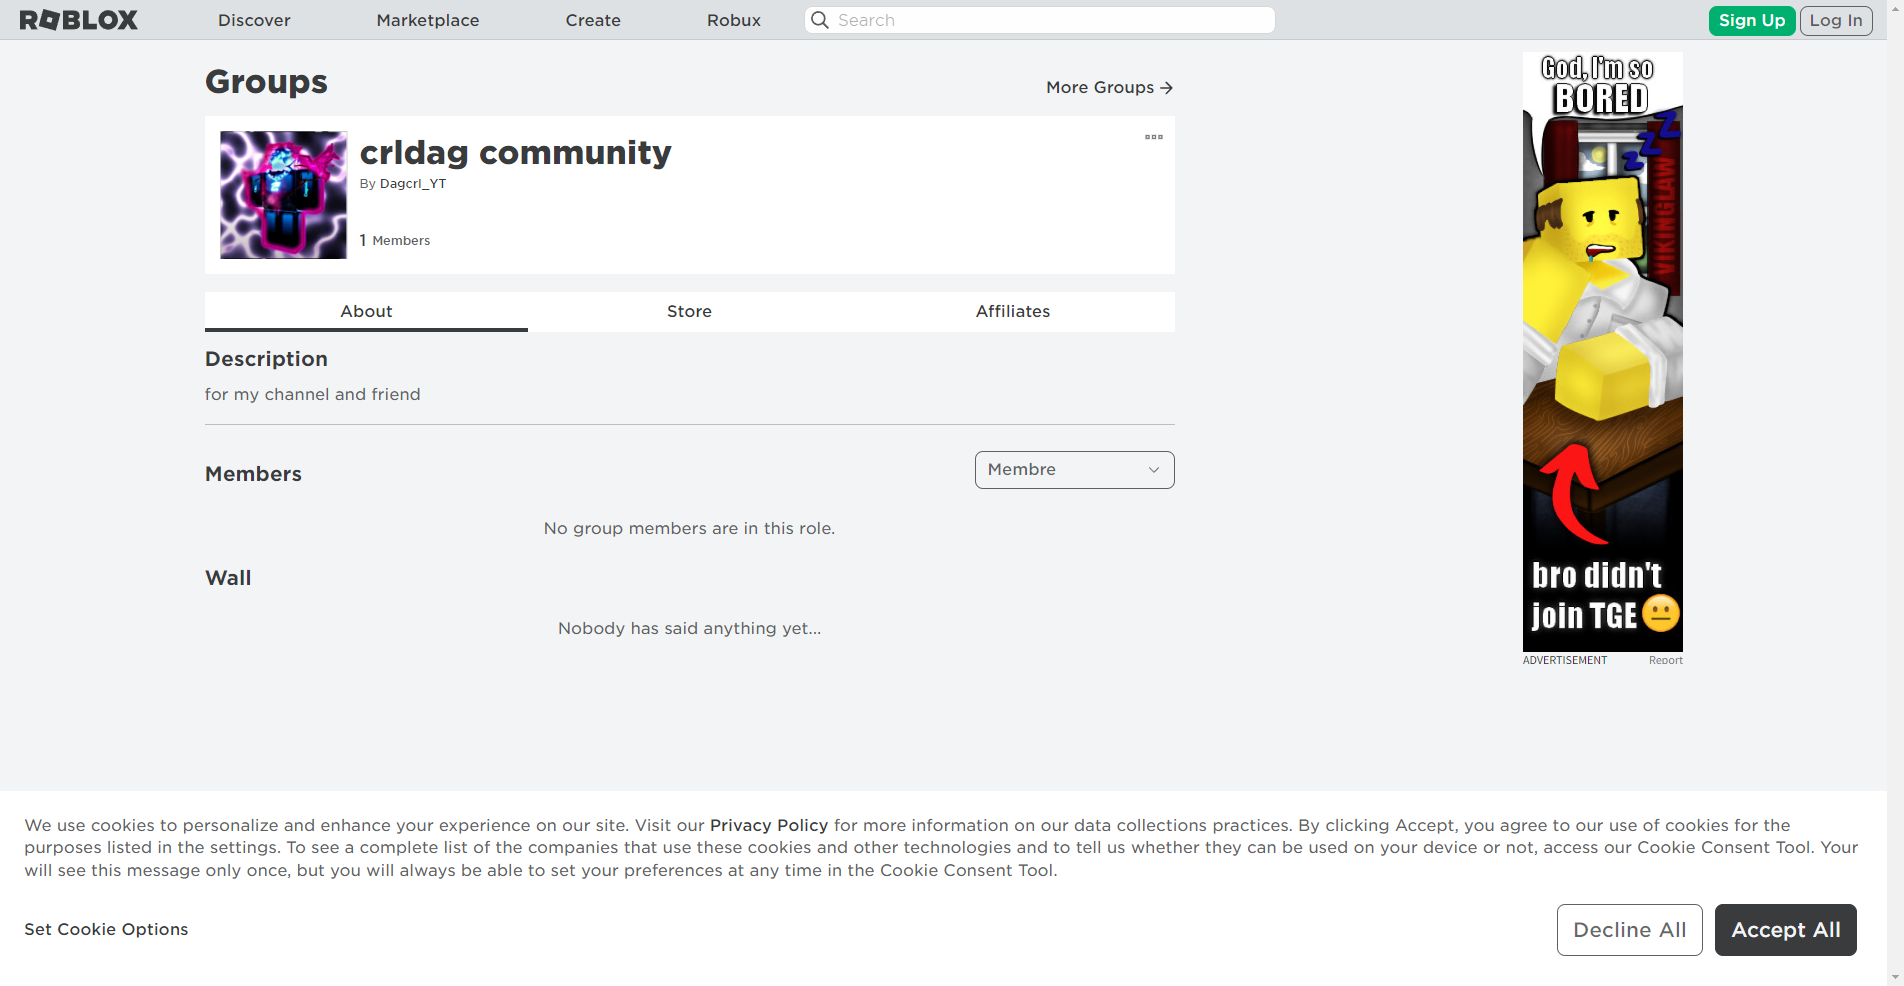 ROBLOX
Discover
Marketplace
Create
Robux
Search
Sign Up
Log In
Groups
More Groups
crldag community
By Dagcrl_YT
1 Members
About
Store
Affiliates
Description
for my channel and friend
Members
Membre
No group members are in this role.
Wall
Nobody has said anything yet...
God, I'm so
BORED
zzZ
VIKINGLAW
bro didn't
join TGE
ADVERTISEMENT
Report
We use cookies to personalize and enhance your experience on our site. Visit our Privacy Policy for more information on our data collections practices. By clicking Accept, you agree to our use of cookies for the
purposes listed in the settings. To see a complete list of the companies that use these cookies and other technologies and to tell us whether they can be used on your device or not, access our Cookie Consent Tool. Your
will see this message only once, but you will always be able to set your preferences at any time in the Cookie Consent Tool.
Set Cookie Options
Decline All
Accept All